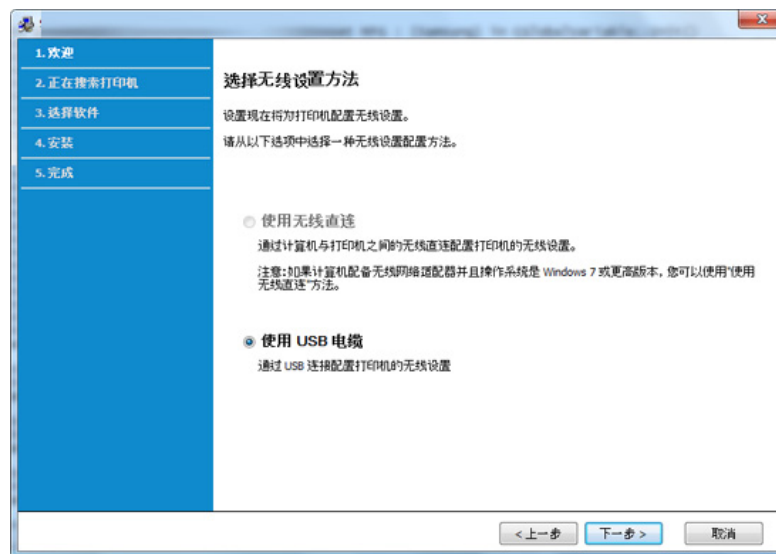 1.欢迎
2.正在搜索打印机
3.选择软件
4.安装
5.完成
选择无线设置方法
设置现在将为打印机配置无线设置。
请从以下选项中选择一种无线设置配置方法。
使用无线直连
通过计算机与打印机之间的无线直连配置打印机的无线设置。
注意:如果计算机配备无线网络适配器并且操作系统是 Windows 7 或更高版本，您可以使用“使用
无线直连”方法。
使用 USB 电缆
通过 USB 连接配置打印机的无线设置
<上一步
下一步>
取消